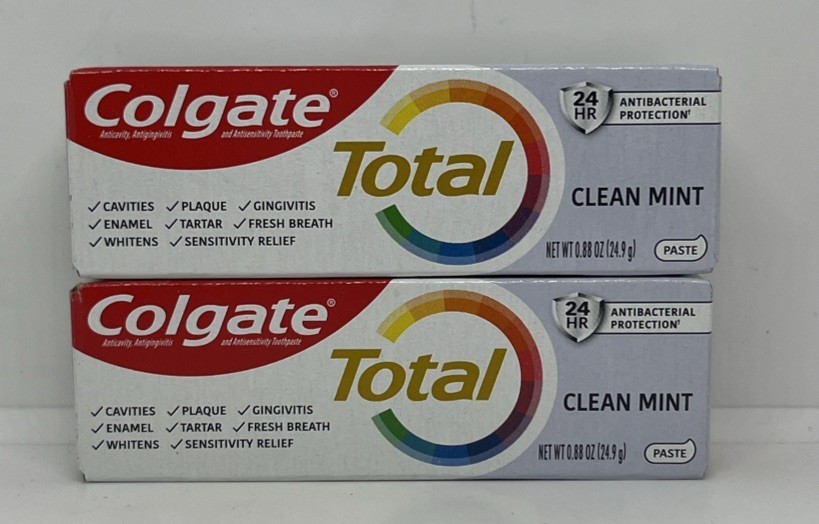 Colgate®
Anticavity, Antigingivitis and Antisensitivity Toothpaste
Total
24 HR
ANTIBACTERIAL
PROTECTION†
✓CAVITIES ✓PLAQUE ✓GINGIVITIS
✓ENAMEL ✓TARTAR ✓FRESH BREATH
✓WHITENS ✓SENSITIVITY RELIEF
CLEAN MINT
NET WT 0.88 OZ (24.9 g) PASTE
Colgate®
Anticavity, Antigingivitis and Antisensitivity Toothpaste
Total
24 HR
ANTIBACTERIAL
PROTECTION†
✓CAVITIES ✓PLAQUE ✓GINGIVITIS
✓ENAMEL ✓TARTAR ✓FRESH BREATH
✓WHITENS ✓SENSITIVITY RELIEF
CLEAN MINT
NET WT 0.88 OZ (24.9 g) PASTE